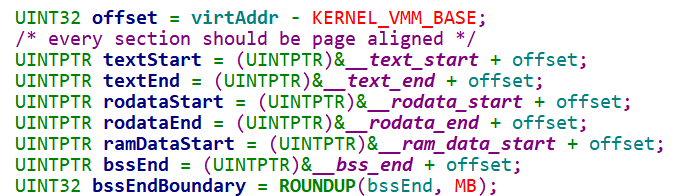 UINT32 offset = virtAddr - KERNEL_VMM_BASE;
/* every section should be page aligned */
UINTPTR textStart = (UINTPTR)&__text_start + offset;
UINTPTR textEnd = (UINTPTR)&__text_end + offset;
UINTPTR rodataStart = (UINTPTR)&__rodata_start + offset;
UINTPTR rodataEnd = (UINTPTR)&__rodata_end + offset;
UINTPTR ramDataStart = (UINTPTR)&__ram_data_start + offset;
UINTPTR bssEnd = (UINTPTR)&__bss_end + offset;
UINT32 bssEndBoundary = ROUNDUP(bssEnd, MB);